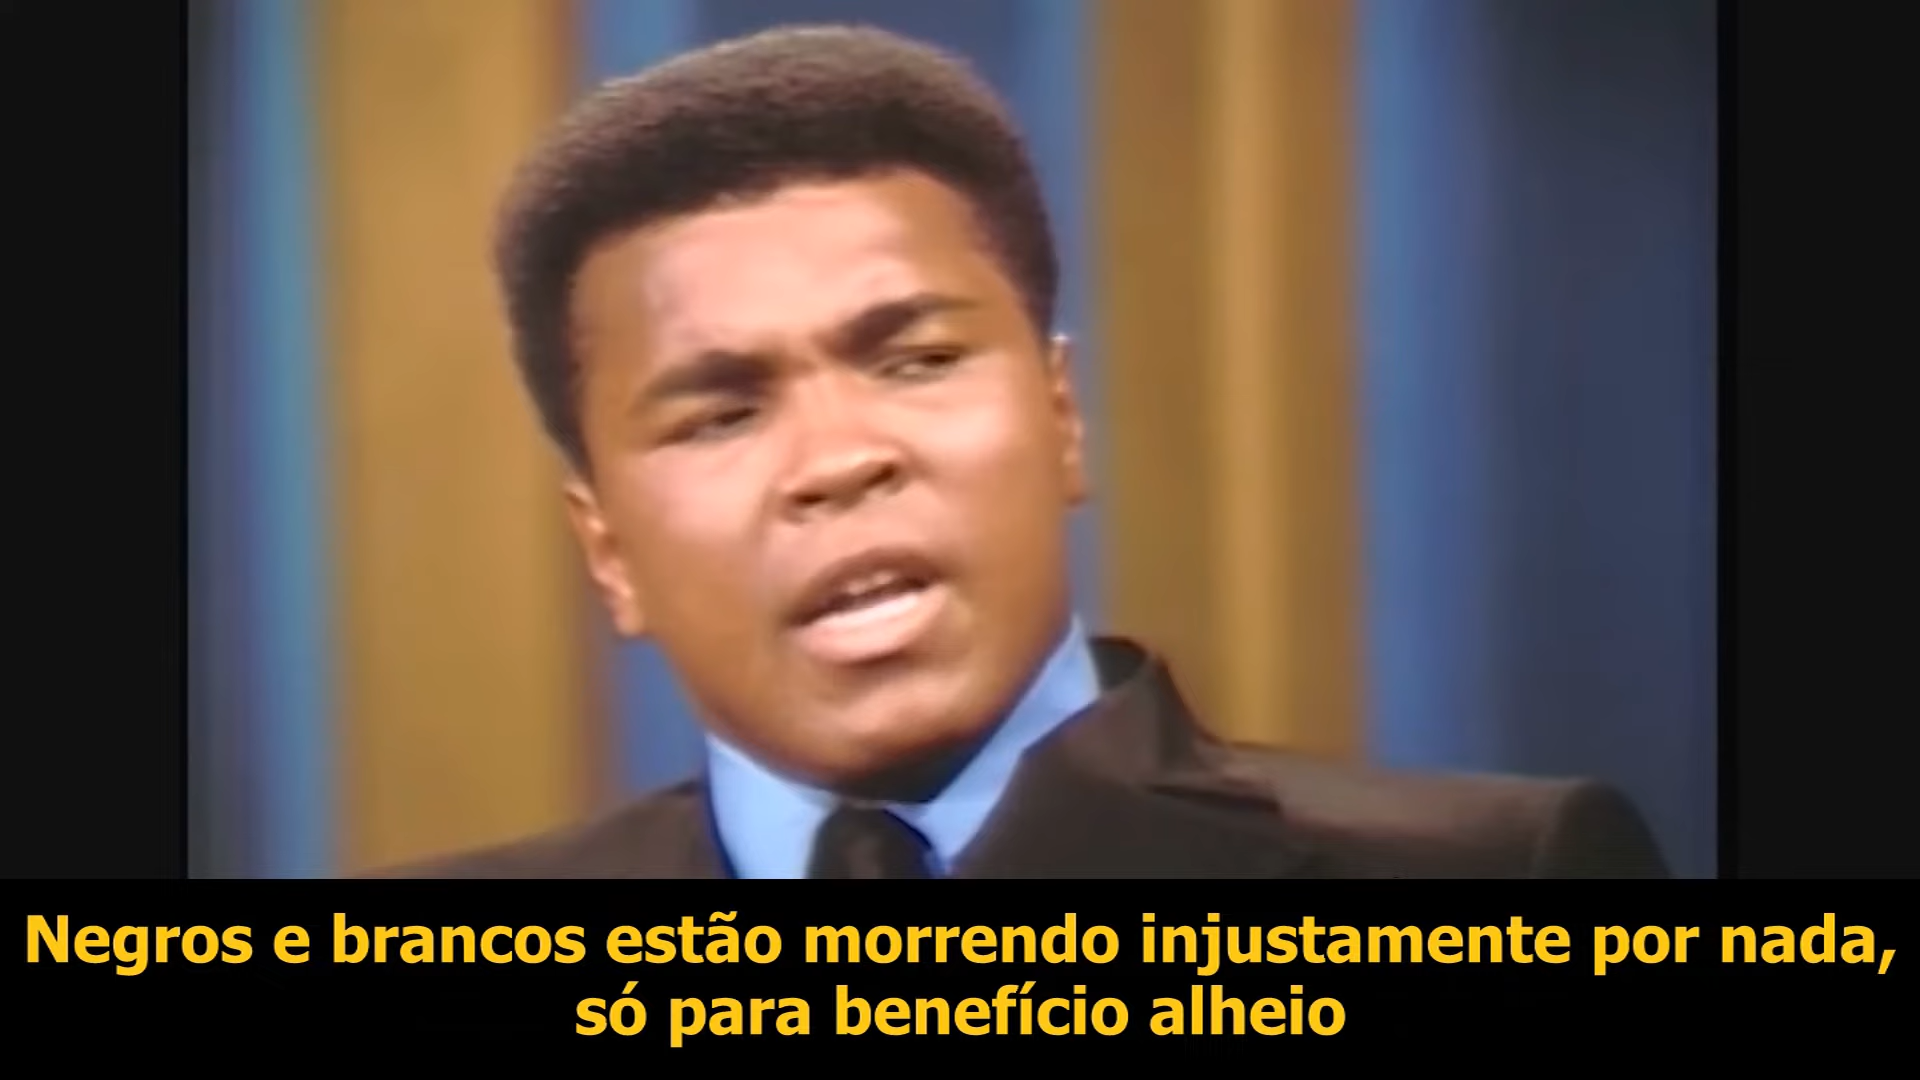 Negros e brancos estão morrendo injustamente por nada,
só para benefício alheio